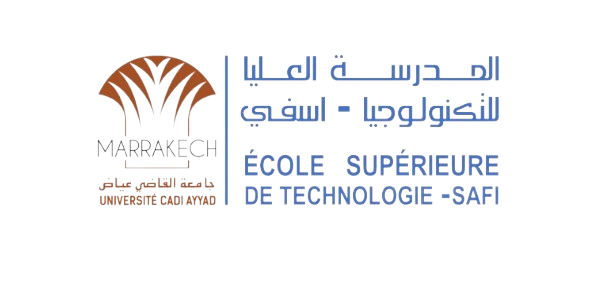 MARRAKECH
جامعة القاضي عياض
UNIVERSITÉ CADI AYYAD
المدرسة العليا
للتكنولوجيا - اسفي
ÉCOLE SUPÉRIEURE
DE TECHNOLOGIE -SAFI